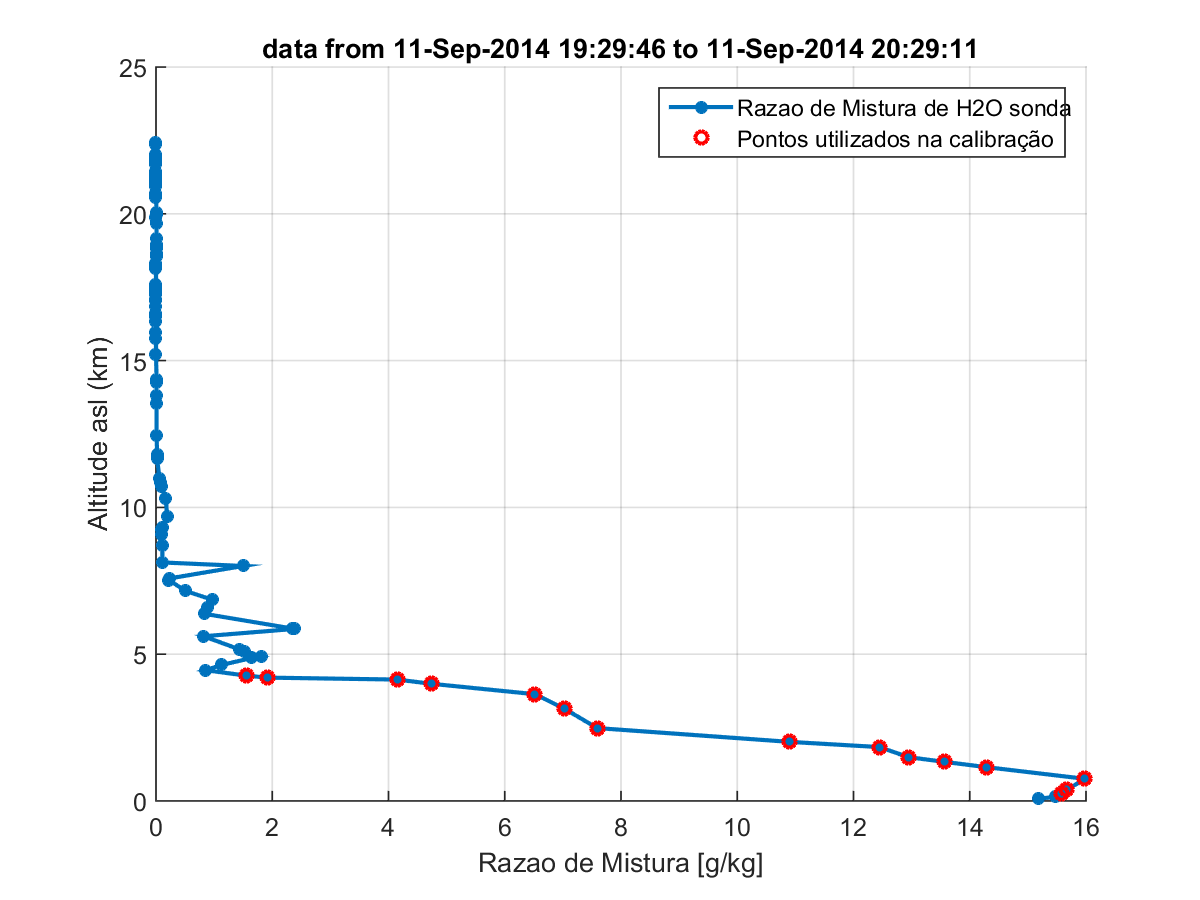 data from 11-Sep-2014 19:29:46 to 11-Sep-2014 20:29:11
Razao de Mistura de H2O sonda
Pontos utilizados na calibração
Altitude asl (km)
25
20
15
10
5
0
0 2 4 6 8 10 12 14 16
Razao de Mistura [g/kg]